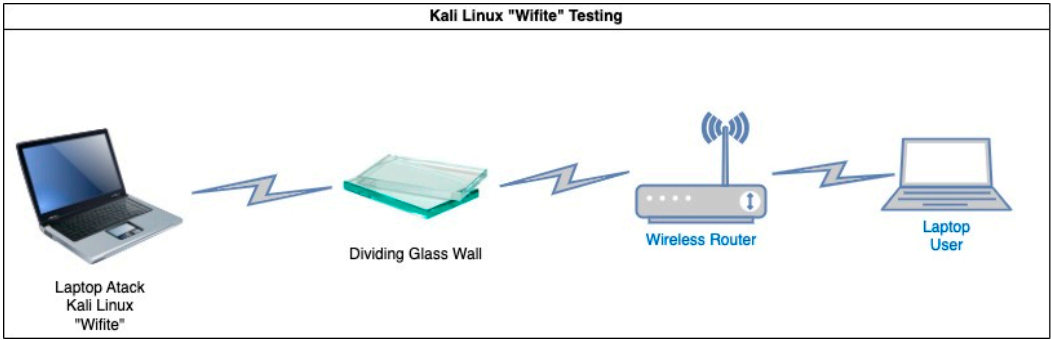 Kali Linux "Wifite" Testing
Dividing Glass Wall
Wireless Router
Laptop
User
Laptop Atack
Kali Linux
"Wifite"